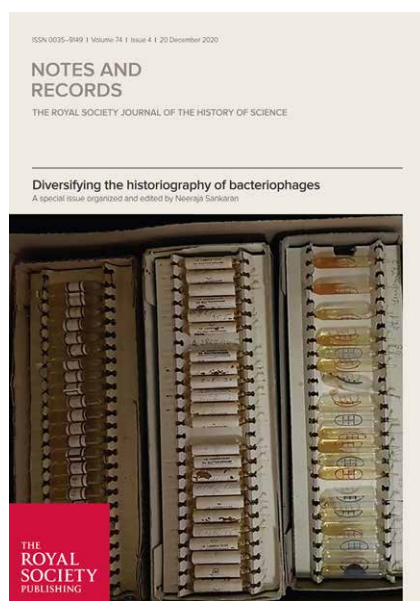 ISSN 0035–9149 I Volume 74 I Issue 4 I 20 December 2020
NOTES AND
RECORDS
THE ROYAL SOCIETY JOURNAL OF THE HISTORY OF SCIENCE
Diversifying the historiography of bacteriophages
A special issue organized and edited by Neeraja Sankaran
THE
ROYAL
SOCIETY
PUBLISHING